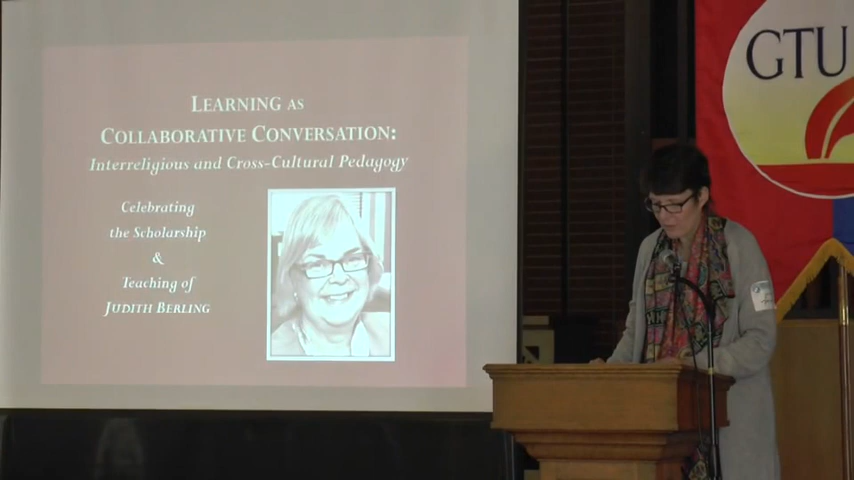 LEARNING AS
COLLABORATIVE CONVERSATION:
Interreligious and Cross-Cultural Pedagogy
Celebrating
the Scholarship
&
Teaching of
JUDITH BERLING
GTU